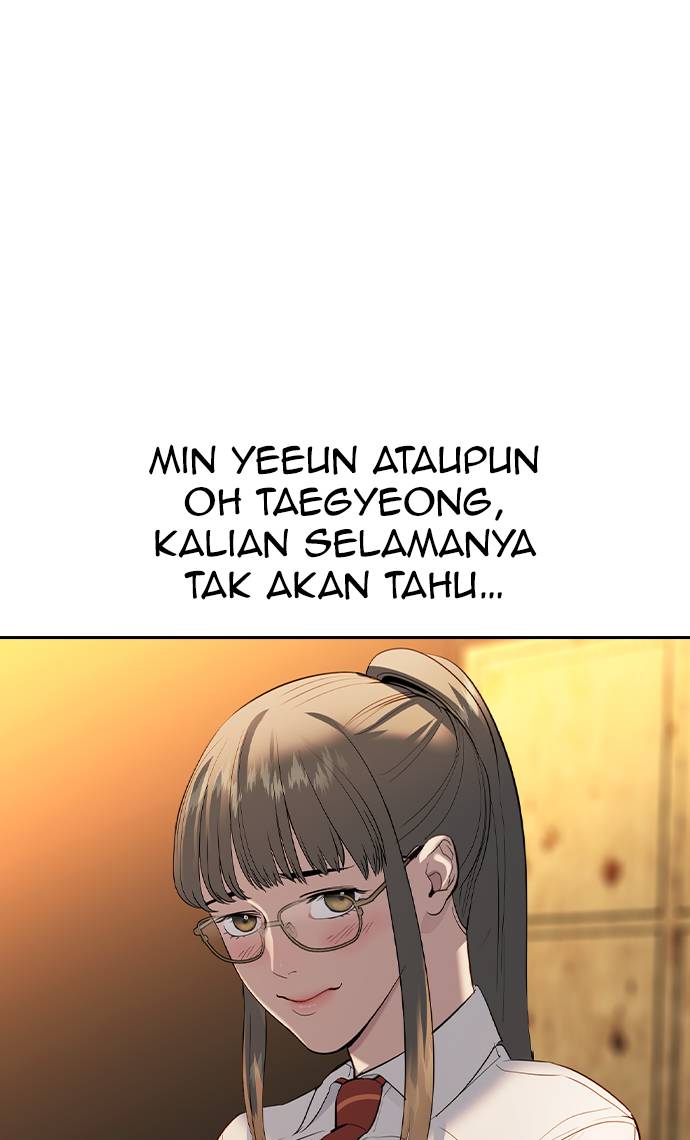 MIN YEEUN ATAUPUN
OH TAEGYEONG,
KALIAN SELAMANYA
TAK AKAN TAHU...